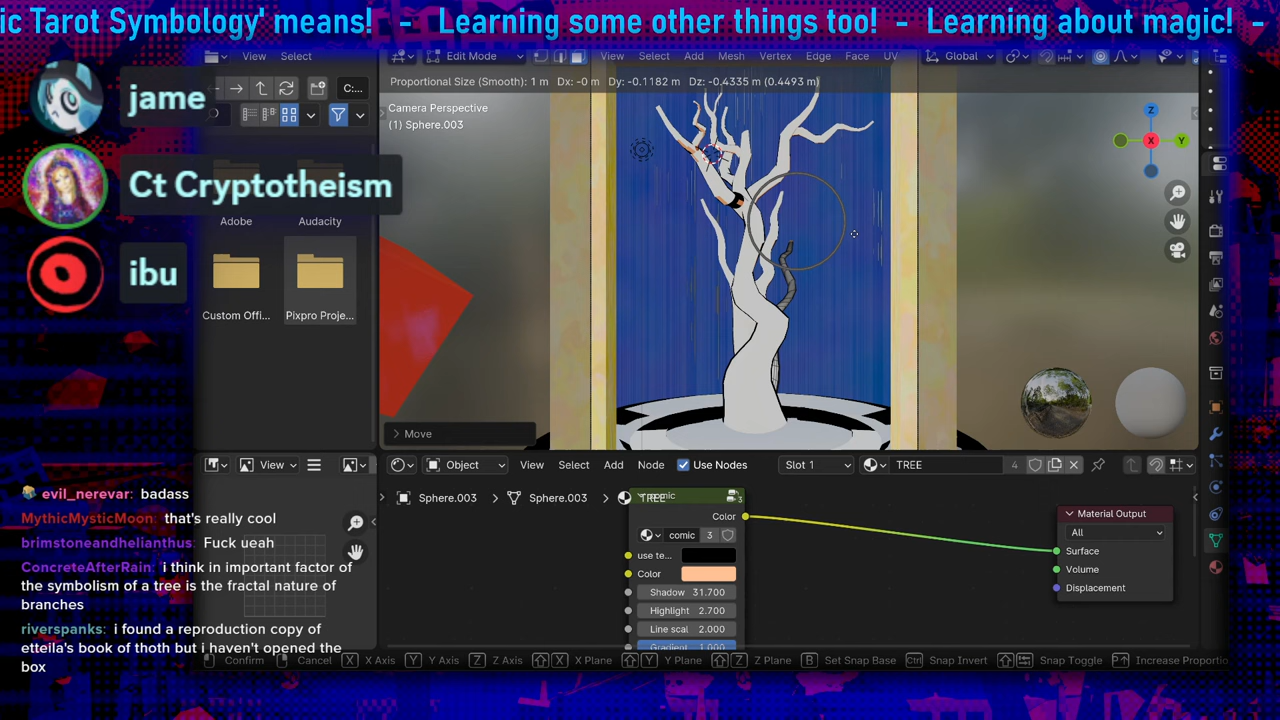 ic Tarot Symbology' means!   -   Learning some other things too!  -  Learning about magic!  -
jame
Ct Cryptotheism
ibu
View Select
C:...
Adobe Audacity
Custom Offi... Pixpro Proje...
Edit Mode View Select Add Mesh Vertex Edge Face UV Global
Proportional Size (Smooth): 1 m   Dx: -0 m   Dy: -0.1182 m   Dz: -0.4335 m (0.4493 m)
Camera Perspective
(1) Sphere.003
Z
X
Y
Move
View
Object View Select Add Node Use Nodes Slot 1 TREE 4
Sphere.003 Sphere.003 TREE
Color
comic 3
use te...
Color
Shadow 31.700
Highlight 2.700
Line scal 2.000
Gradient 1.000
Material Output
All
Surface
Volume
Displacement
evil_nerevar: badass
MythicMysticMoon: that's really cool
brimstoneandhelianthus: Fuck ueah
ConcreteAfterRain: i think in important factor of
the symbolism of a tree is the fractal nature of
branches
riverspanks: i found a reproduction copy of
etteila's book of thoth but i haven't opened the
box
Confirm Cancel X X Axis Y Y Axis Z Z Axis X X Plane Y Y Plane Z Z Plane B Set Snap Base Ctrl Snap Invert Snap Toggle Increase Proportio